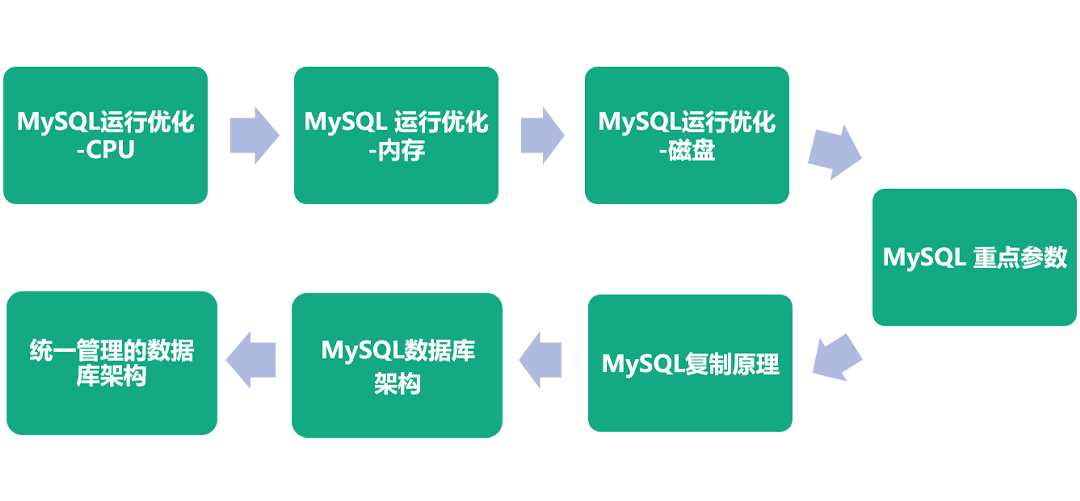 MySQL运行优化
-CPU
MySQL 运行优化
-内存
MySQL运行优化
-磁盘
MySQL 重点参数
MySQL复制原理
MySQL数据库
架构
统一管理的数据
库架构